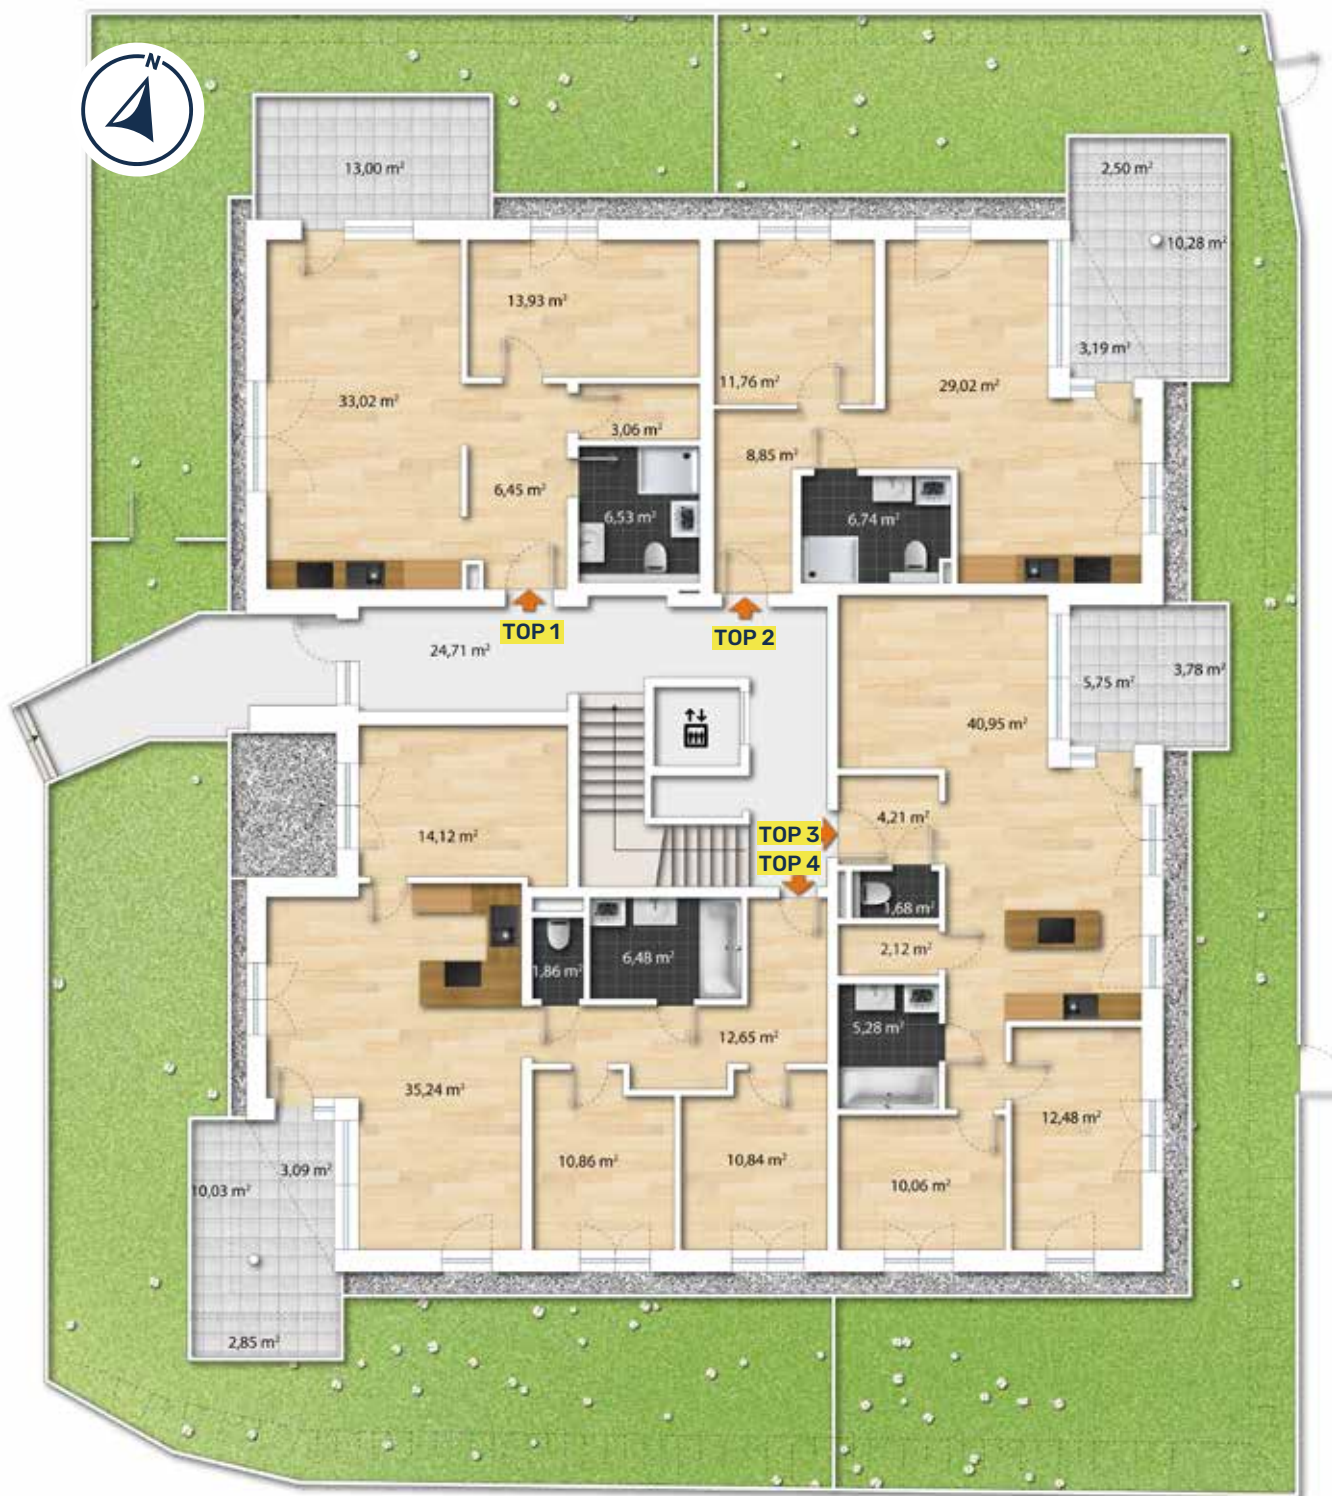 N
13,00 m²
2,50 m²
10,28 m²
13,93 m²
3,19 m²
11,76 m²
29,02 m²
33,02 m²
3,06 m²
8,85 m²
6,45 m²
6,53 m²
6,74 m²
TOP 1
TOP 2
24,71 m²
5,75 m²
3,78 m²
40,95 m²
4,21 m²
14,12 m²
TOP 3
TOP 4
1,68 m²
2,12 m²
6,48 m²
1,86 m²
5,28 m²
12,65 m²
35,24 m²
12,48 m²
10,86 m²
10,84 m²
3,09 m²
10,03 m²
10,06 m²
2,85 m²